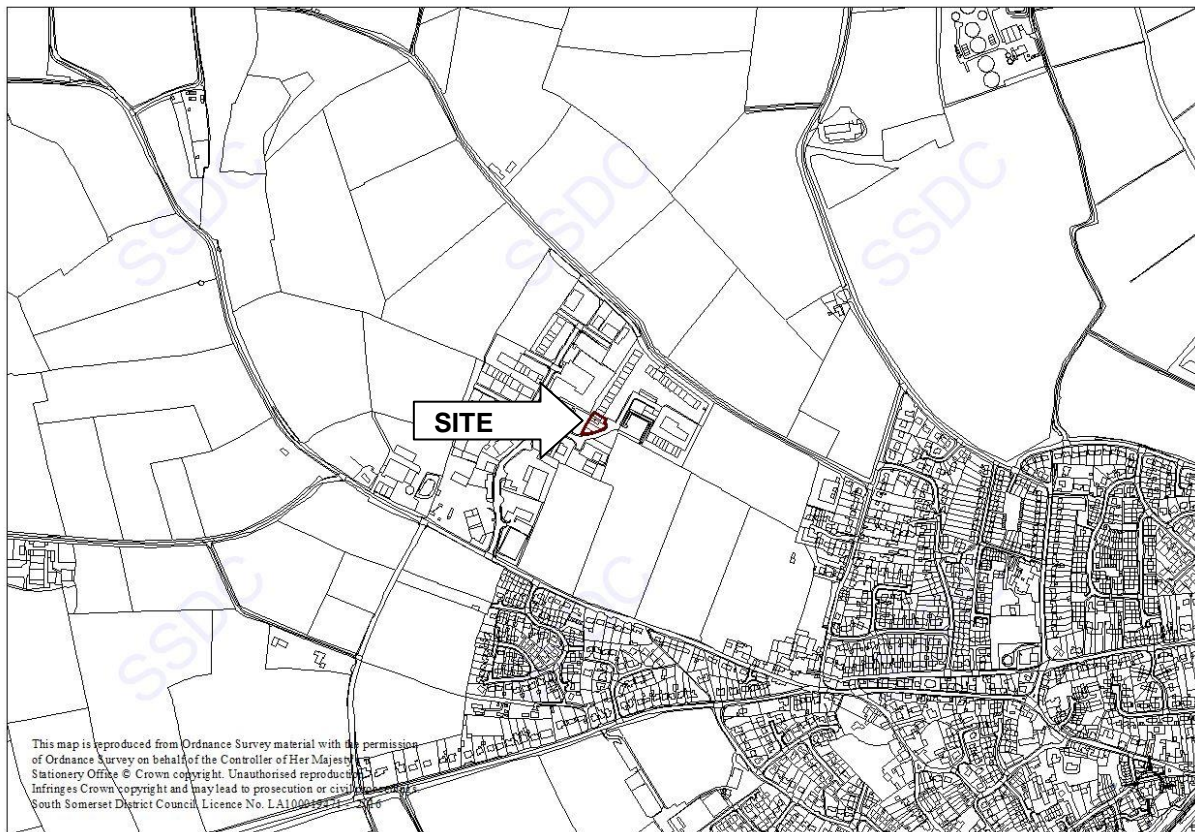 SSDC
SSDC
SSDC
SITE
SSDC
SSDC
SSDC
This map is reproduced from Ordnance Survey material with the permission
of Ordnance Survey on behalf of the Controller of Her Majesty's
Stationery Office © Crown copyright. Unauthorised reproduction
Infringes Crown copyright and may lead to prosecution or civil proceedings.
South Somerset District Council, Licence No. 2016